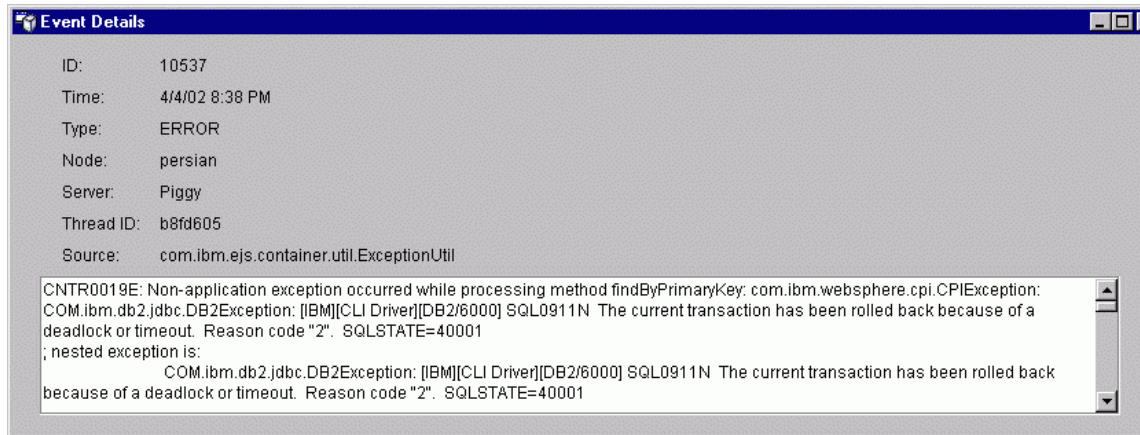 Event Details
ID: 10537
Time: 4/4/02 8:38 PM
Type: ERROR
Node: persian
Server: Piggy
Thread ID: b8fd605
Source: com.ibm.ejs.container.util.ExceptionUtil
CNTR0019E: Non-application exception occurred while processing method findByPrimaryKey: com.ibm.websphere.cpi.CPIException:
COM.ibm.db2.jdbc.DB2Exception: [IBM][CLI Driver][DB2/6000] SQL0911N The current transaction has been rolled back because of a
deadlock or timeout. Reason code "2". SQLSTATE=40001
; nested exception is:
COM.ibm.db2.jdbc.DB2Exception: [IBM][CLI Driver][DB2/6000] SQL0911N The current transaction has been rolled back
because of a deadlock or timeout. Reason code "2". SQLSTATE=40001